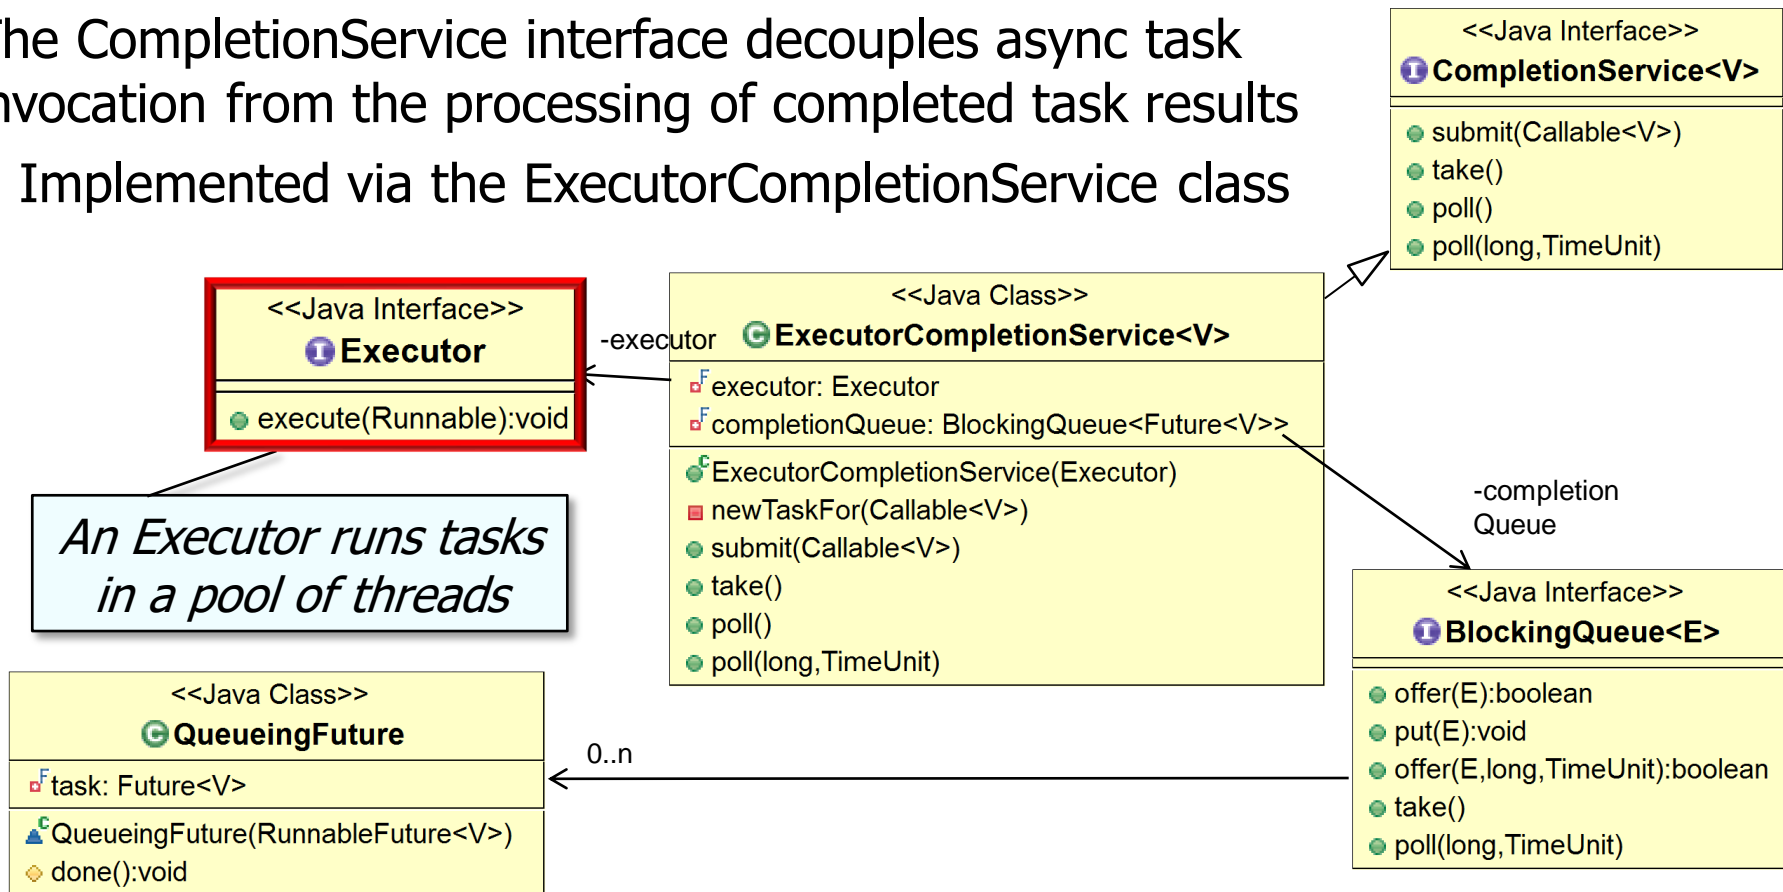 he CompletionService interface decouples async task
nvocation from the processing of completed task results
Implemented via the ExecutorCompletionService class
<<Java Interface>>
CompletionService<V>
submit(Callable<V>)
take()
poll()
poll(long,TimeUnit)
<<Java Interface>>
Executor
execute(Runnable):void
-executor
<<Java Class>>
ExecutorCompletionService<V>
executor: Executor
completionQueue: BlockingQueue<Future<V>>
ExecutorCompletionService(Executor)
newTaskFor(Callable<V>)
submit(Callable<V>)
take()
poll()
poll(long,TimeUnit)
An Executor runs tasks
in a pool of threads
-completion
Queue
<<Java Interface>>
BlockingQueue<E>
offer(E):boolean
put(E):void
offer(E,long,TimeUnit):boolean
take()
poll(long,TimeUnit)
<<Java Class>>
QueueingFuture
task: Future<V>
QueueingFuture(RunnableFuture<V>)
done():void
0..n